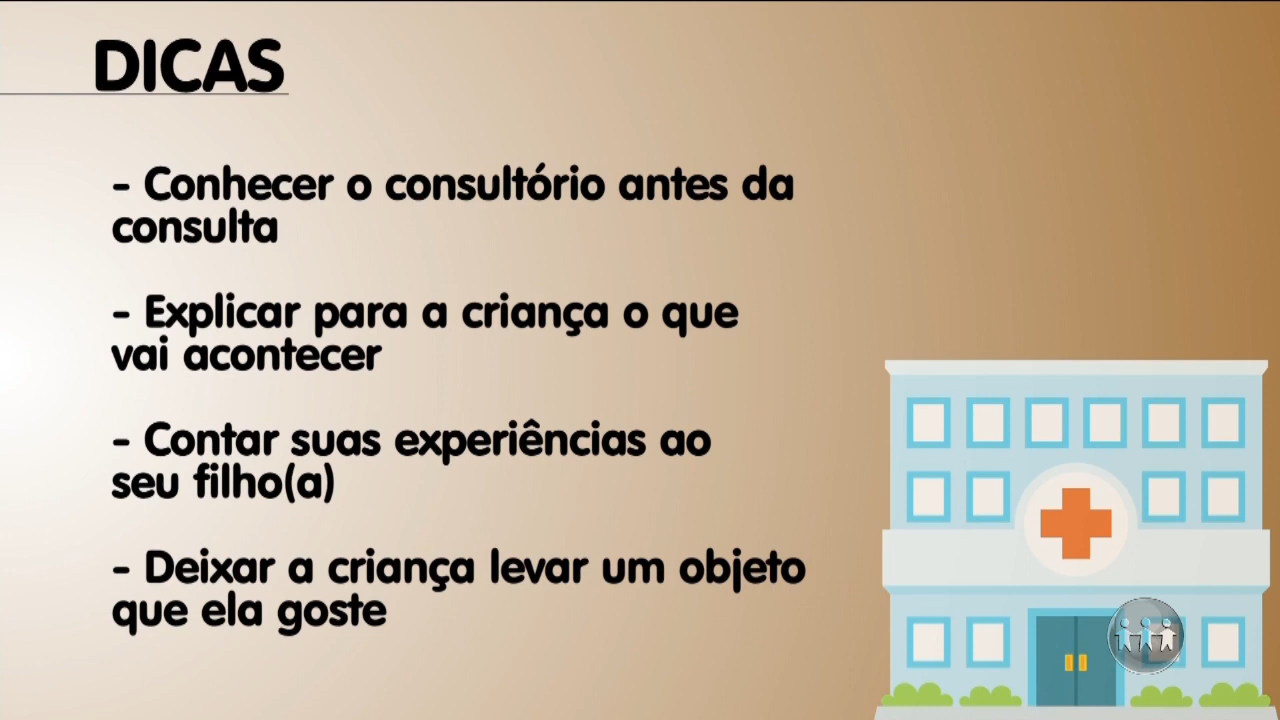 DICAS
- Conhecer o consultório antes da
consulta
- Explicar para a criança o que
vai acontecer
- Contar suas experiências ao
seu filho(a)
- Deixar a criança levar um objeto
que ela goste